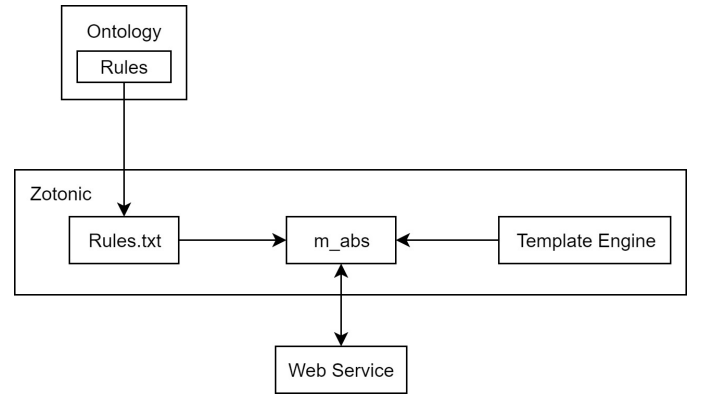 Ontology
Rules
Zotonic
Rules.txt
m_abs
Template Engine
Web Service